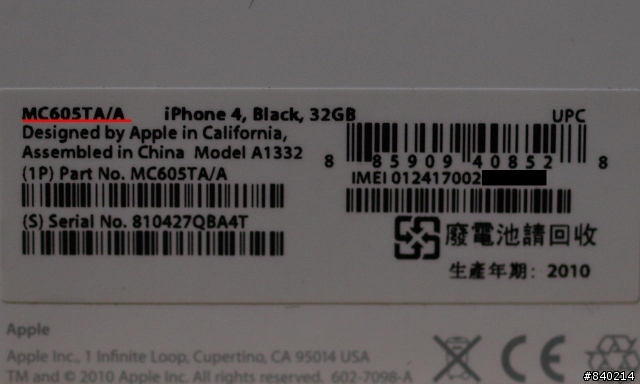 MC605TA/A iPhone 4, Black, 32GB UPC
Designed by Apple in California,
Assembled in China Model A1332
8 85909 40852 8
(1P) Part No. MC605TA/A
IMEI 012417002
(S) Serial No. 810427QBA4T
廢電池請回收
生產年期: 2010
Apple
Apple Inc., 1 Infinite Loop, Cupertino, CA 95014 USA
TM and © 2010 Apple Inc. All rights reserved. 602-7098-A
CE
#840214